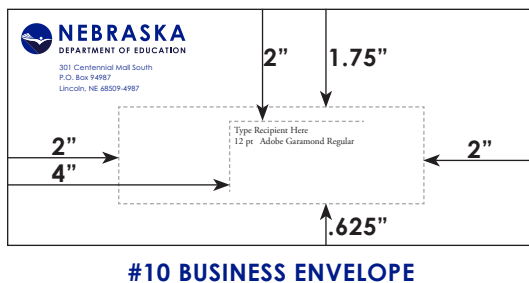 NEBRASKA
DEPARTMENT OF EDUCATION
301 Centennial Mall South
P.O. Box 94987
Lincoln, NE 68509-4987
2”
1.75”
Type Recipient Here
12 pt Adobe Garamond Regular
2”
2”
4”
.625”
#10 BUSINESS ENVELOPE